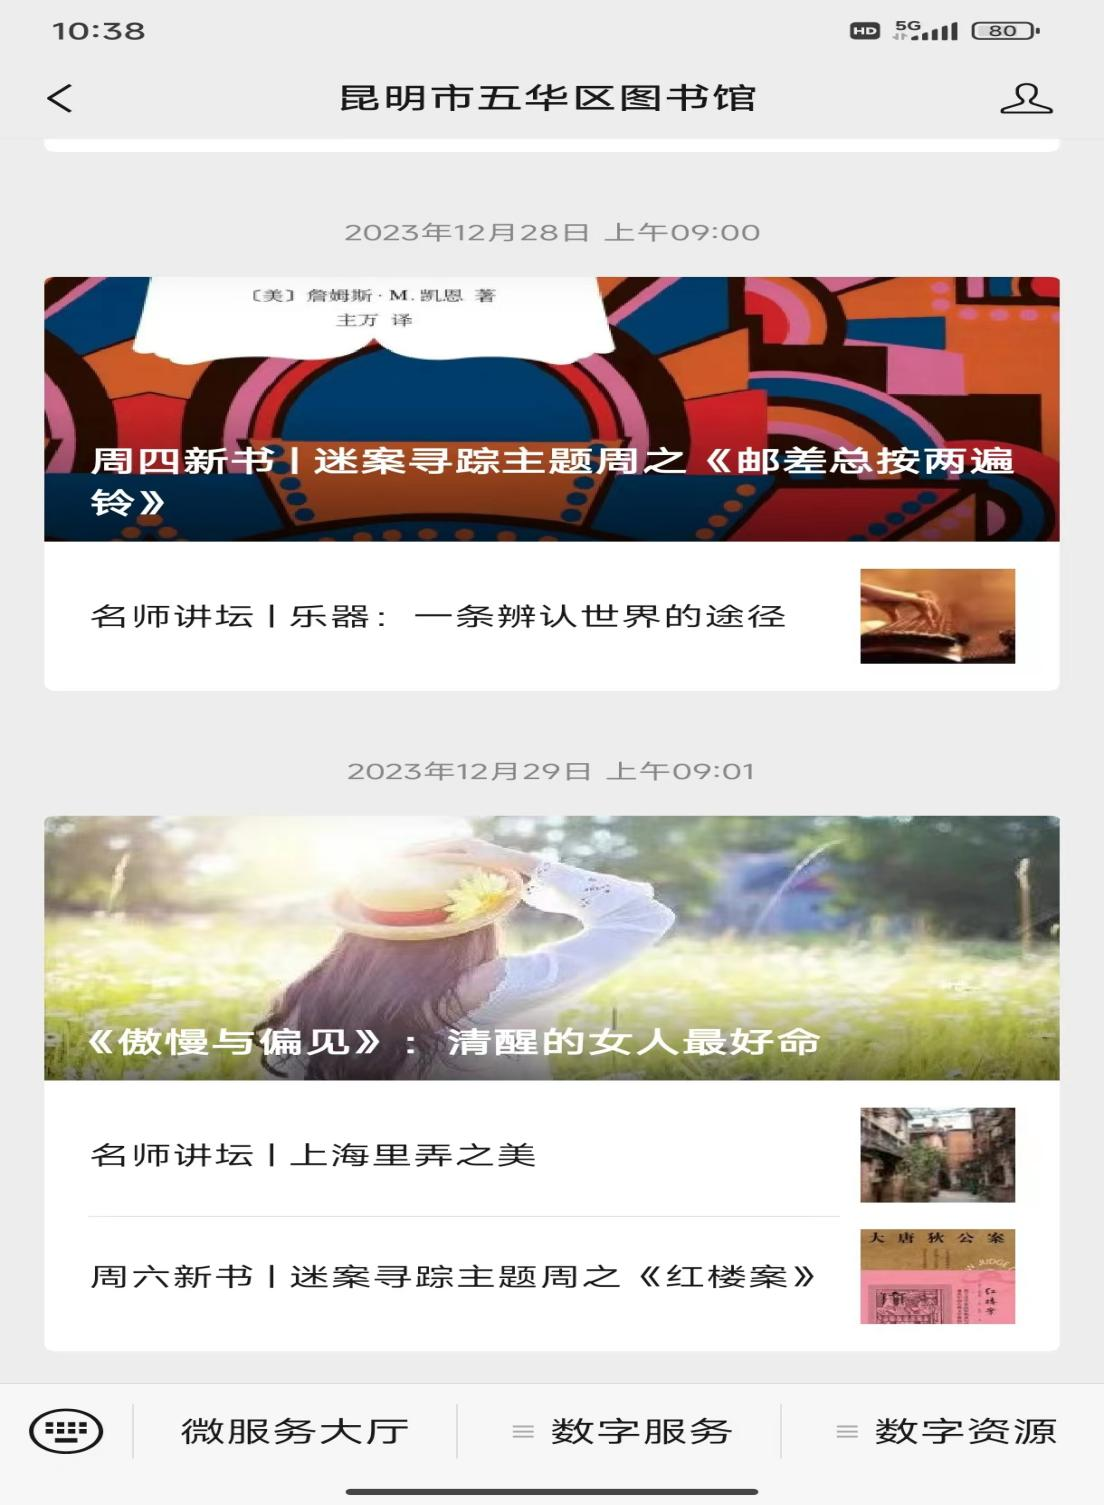 10:38
HD 5G 80
昆明市五华区图书馆
2023年12月28日 上午09:00
〔美〕詹姆斯·M.凯恩 著
主万 译
周四新书 | 迷案寻踪主题周之《邮差总按两遍
铃》
名师讲坛 | 乐器：一条辨认世界的途径
2023年12月29日 上午09:01
《傲慢与偏见》：清醒的女人最好命
名师讲坛 | 上海里弄之美
周六新书 | 迷案寻踪主题周之《红楼案》
大唐狄公案
JUDGE
红楼案
微服务大厅
数字服务
数字资源